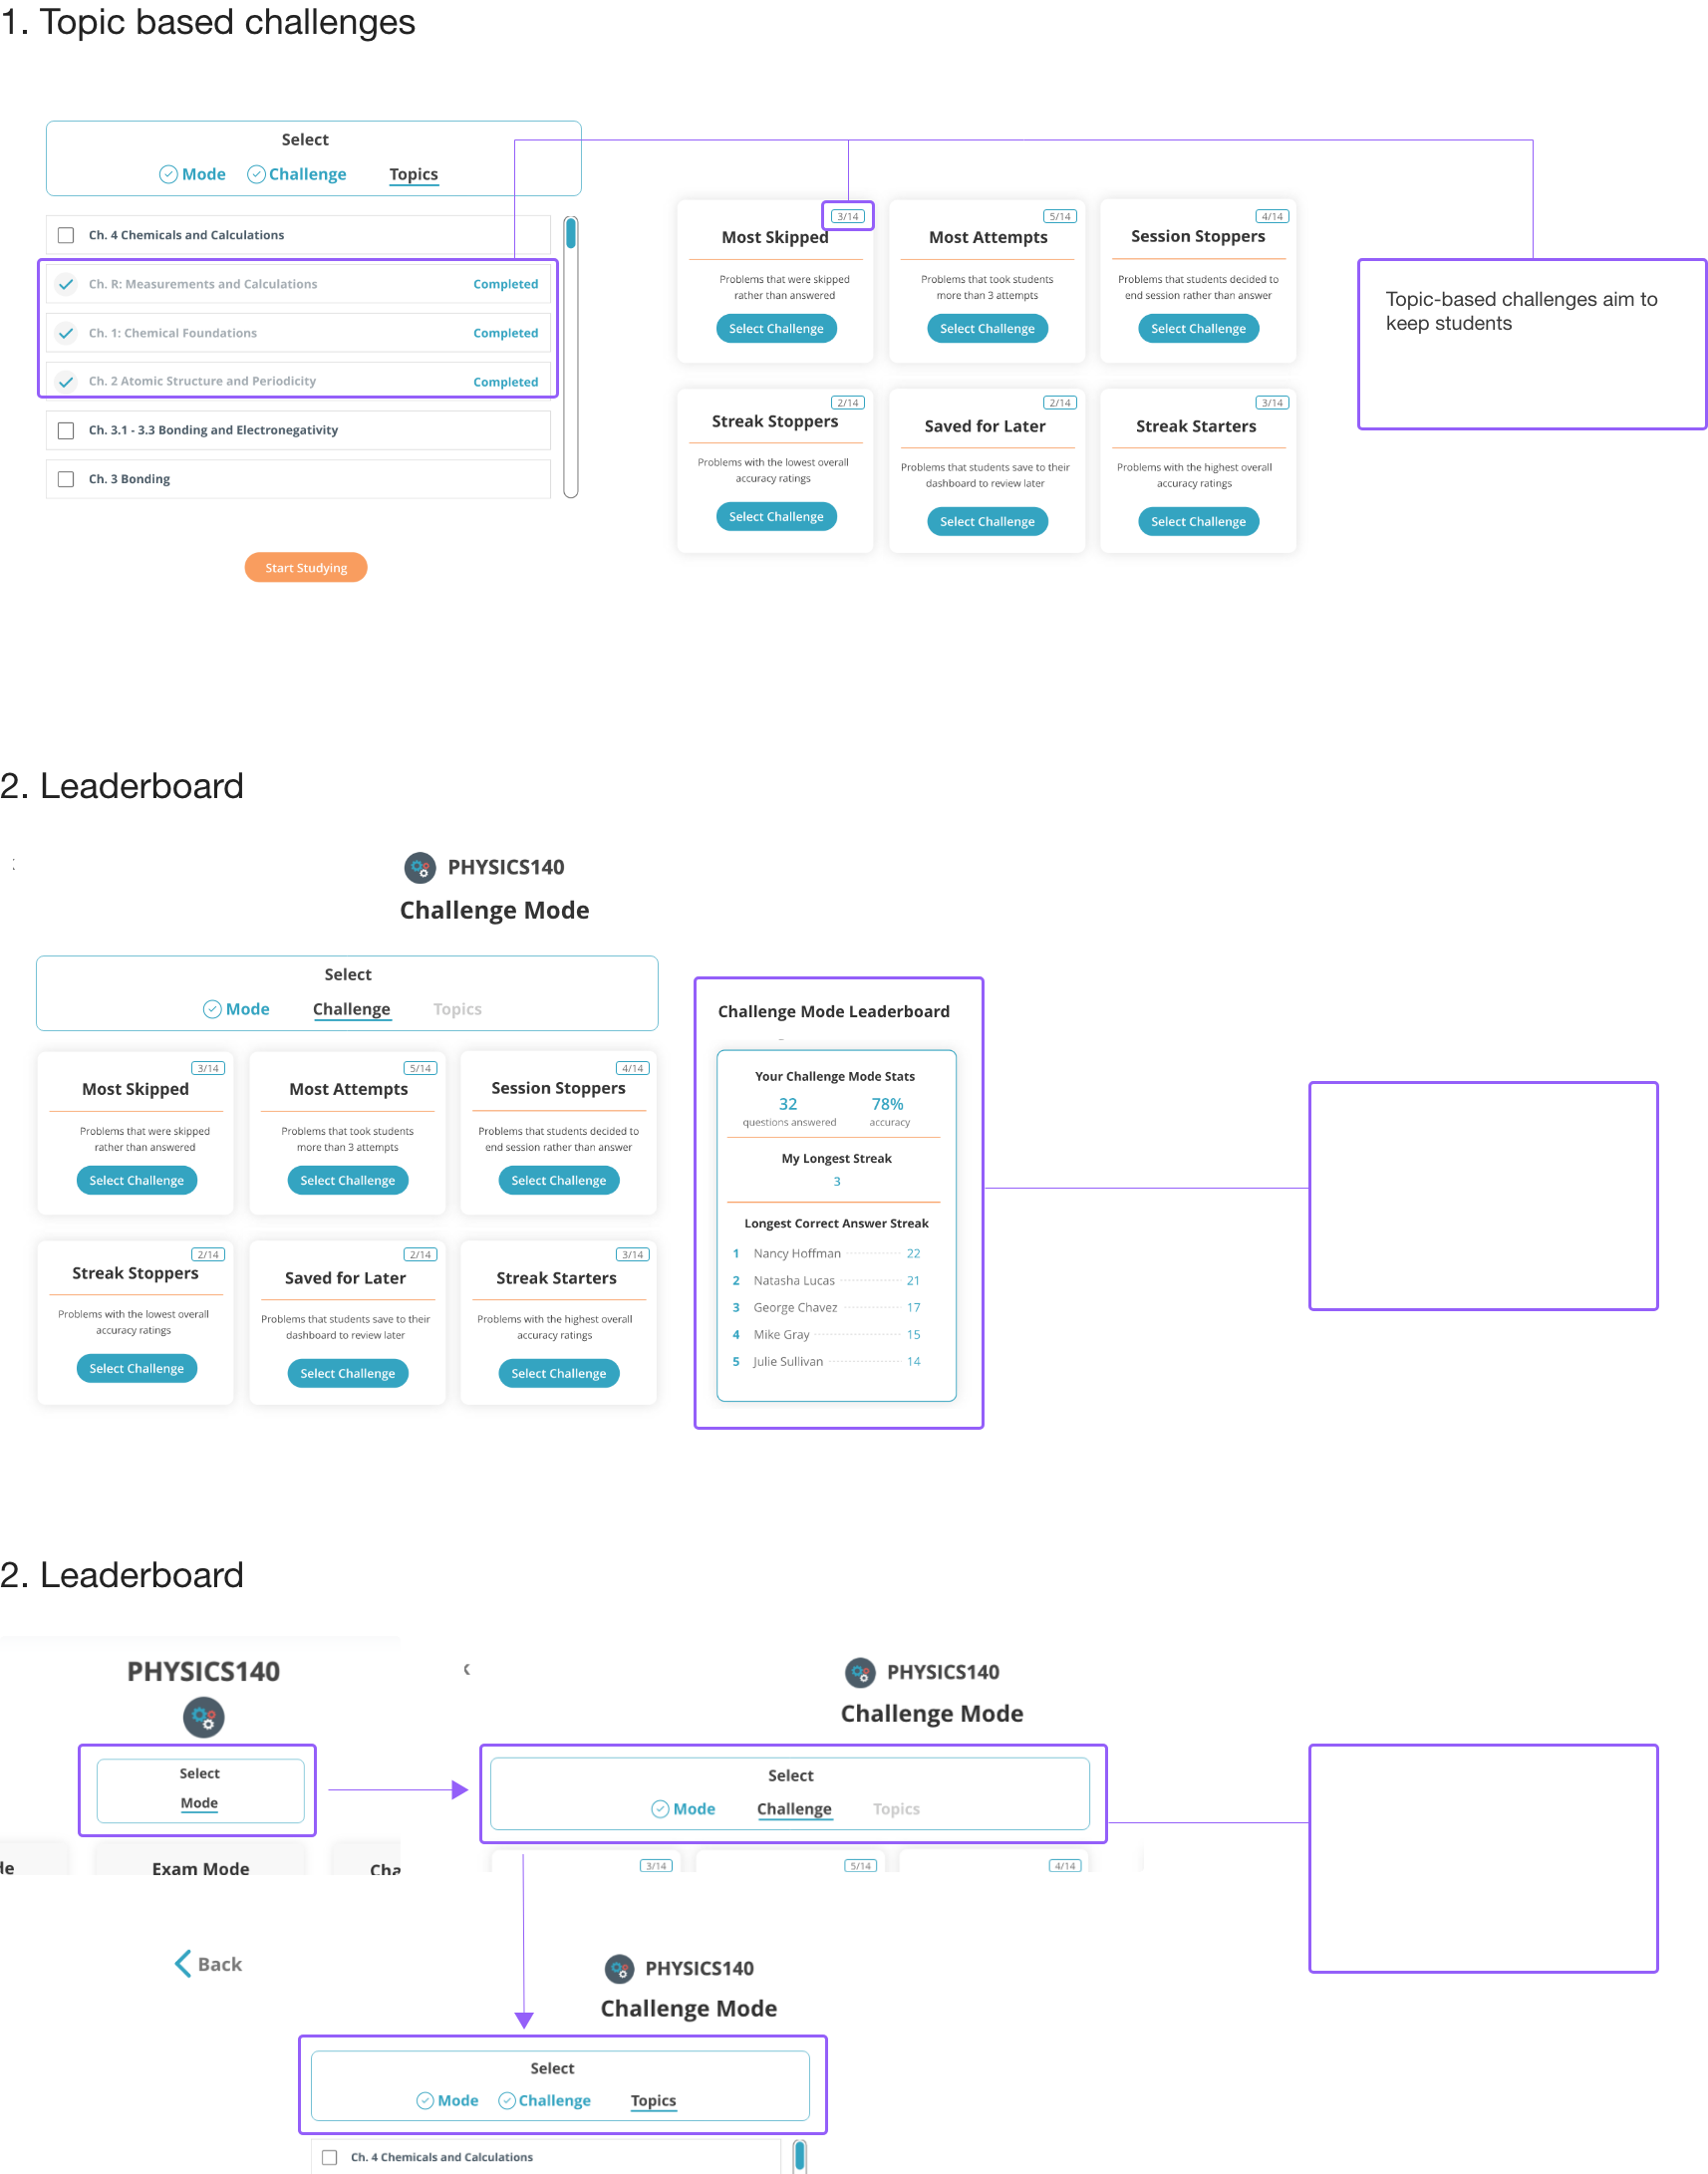 1. Topic based challenges
Select
Mode Challenge Topics
Ch. 4 Chemicals and Calculations
Ch. R: Measurements and Calculations Completed
Ch. 1: Chemical Foundations Completed
Ch. 2 Atomic Structure and Periodicity Completed
Ch. 3.1 - 3.3 Bonding and Electronegativity
Ch. 3 Bonding
Start Studying
3/14
Most Skipped
Problems that were skipped
rather than answered
Select Challenge
5/14
Most Attempts
Problems that took students
more than 3 attempts
Select Challenge
4/14
Session Stoppers
Problems that students decided to
end session rather than answer
Select Challenge
2/14
Streak Stoppers
Problems with the lowest overall
accuracy ratings
Select Challenge
2/14
Saved for Later
Problems that students save to their
dashboard to review later
Select Challenge
3/14
Streak Starters
Problems with the highest overall
accuracy ratings
Select Challenge
Topic-based challenges aim to
keep students
2. Leaderboard
PHYSICS140
Challenge Mode
Select
Mode Challenge Topics
3/14
Most Skipped
Problems that were skipped
rather than answered
Select Challenge
5/14
Most Attempts
Problems that took students
more than 3 attempts
Select Challenge
4/14
Session Stoppers
Problems that students decided to
end session rather than answer
Select Challenge
2/14
Streak Stoppers
Problems with the lowest overall
accuracy ratings
Select Challenge
2/14
Saved for Later
Problems that students save to their
dashboard to review later
Select Challenge
3/14
Streak Starters
Problems with the highest overall
accuracy ratings
Select Challenge
Challenge Mode Leaderboard
Your Challenge Mode Stats
32 78%
questions answered accuracy
My Longest Streak
3
Longest Correct Answer Streak
1 Nancy Hoffman 22
2 Natasha Lucas 21
3 George Chavez 17
4 Mike Gray 15
5 Julie Sullivan 14
2. Leaderboard
PHYSICS140
Select
Mode
Exam Mode
PHYSICS140
Challenge Mode
Select
Mode Challenge Topics
3/14 5/14 4/14
Back
PHYSICS140
Challenge Mode
Select
Mode Challenge Topics
Ch. 4 Chemicals and Calculations